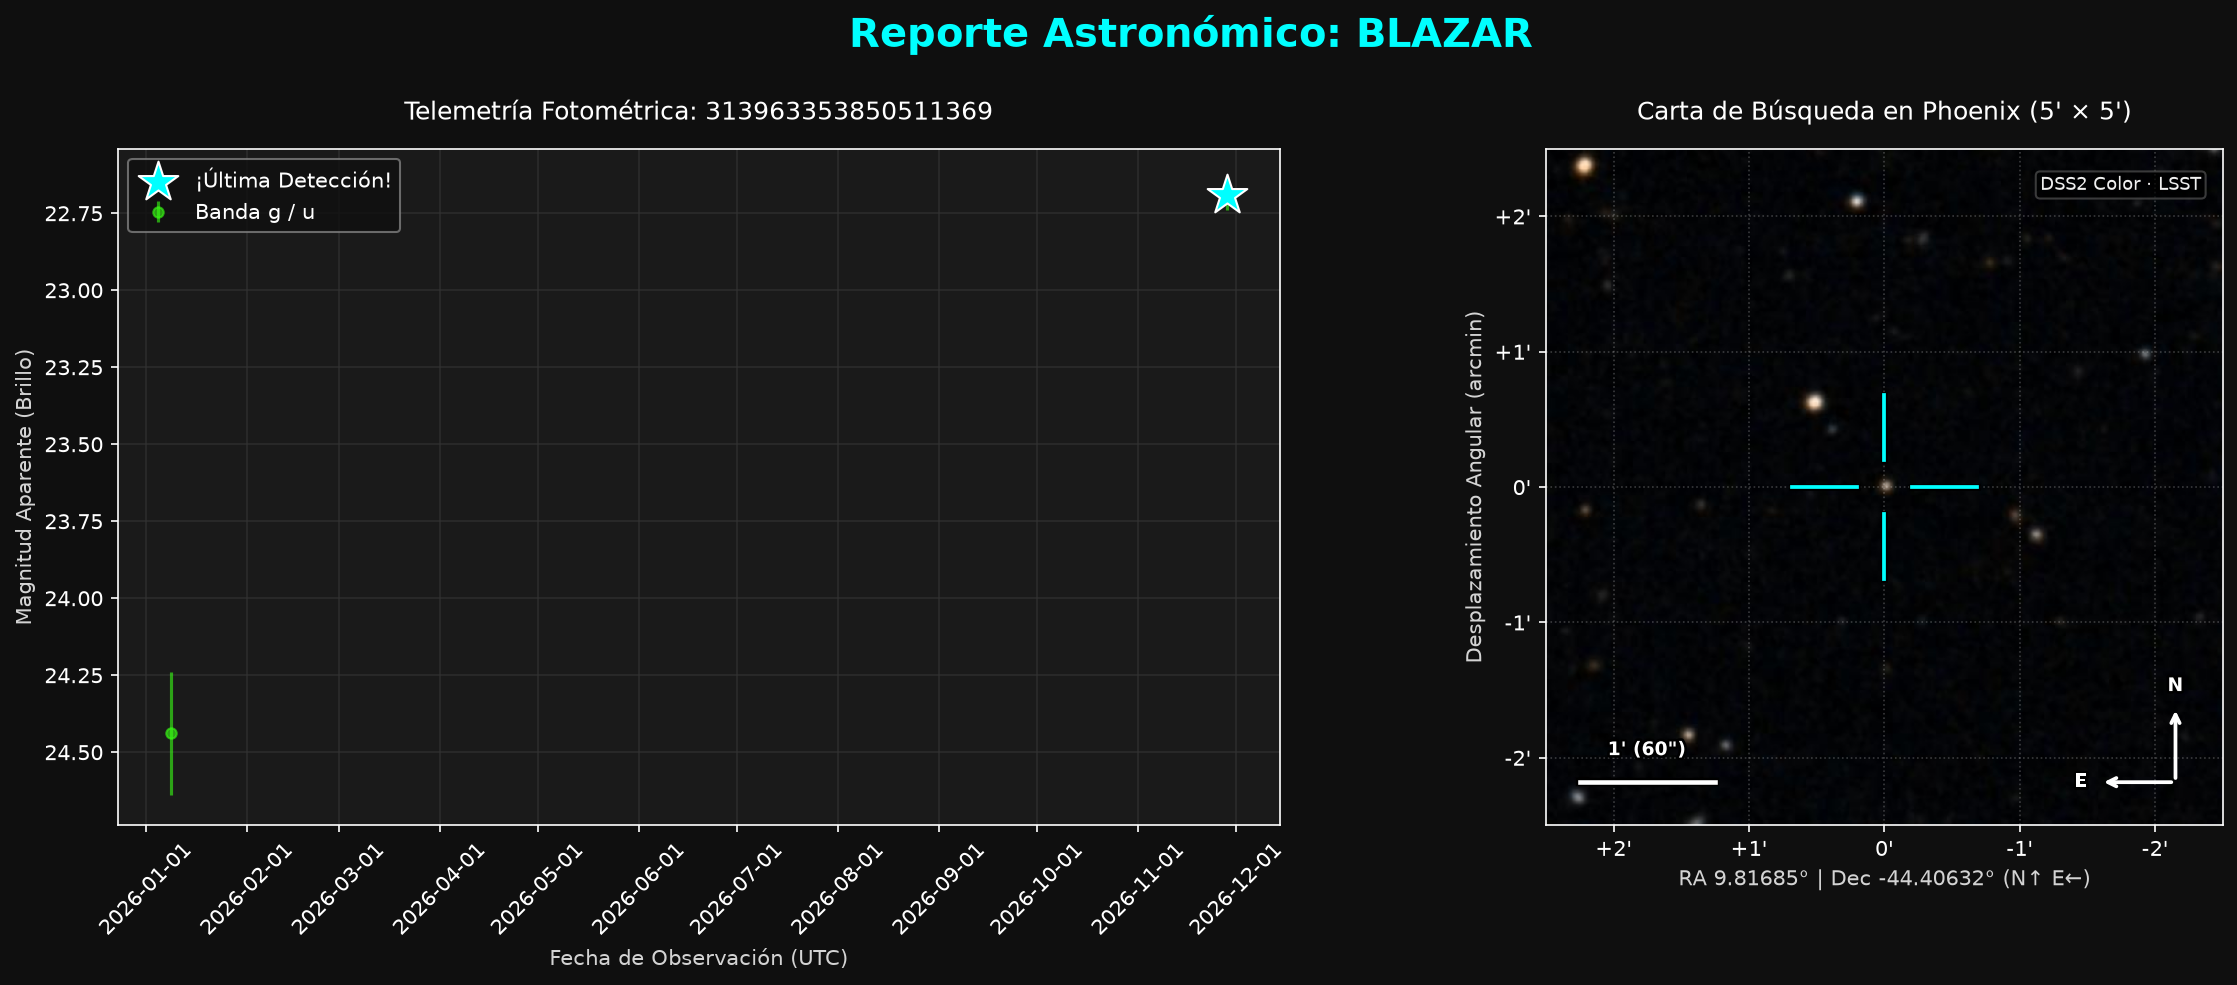 Reporte Astronómico: BLAZAR
Telemetría Fotométrica: 313963353850511369
¡Última Detección!
Banda g / u
Magnitud Aparente (Brillo)
22.75
23.00
23.25
23.50
23.75
24.00
24.25
24.50
2026-01-01
2026-02-01
2026-03-01
2026-04-01
2026-05-01
2026-06-01
2026-07-01
2026-08-01
2026-09-01
2026-10-01
2026-11-01
2026-12-01
Fecha de Observación (UTC)
Carta de Búsqueda en Phoenix (5' × 5')
DSS2 Color · LSST
Desplazamiento Angular (arcmin)
+2'
+1'
0'
-1'
-2'
N
E
1' (60")
+2'
+1'
0'
-1'
-2'
RA 9.81685° | Dec -44.40632° (N↑ E←)